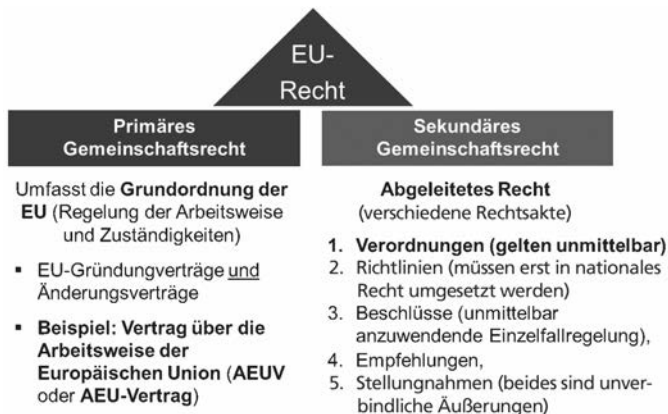 EU-
Recht
Primäres
Gemeinschaftsrecht
Umfasst die Grundordnung der
EU (Regelung der Arbeitsweise
und Zuständigkeiten)
▪ EU-Gründungverträge und
Änderungsverträge
▪ Beispiel: Vertrag über die
Arbeitsweise der
Europäischen Union (AEUV
oder AEU-Vertrag)
Sekundäres
Gemeinschaftsrecht
Abgeleitetes Recht
(verschiedene Rechtsakte)
1. Verordnungen (gelten unmittelbar)
2. Richtlinien (müssen erst in nationales
Recht umgesetzt werden)
3. Beschlüsse (unmittelbar
anzuwendende Einzelfallregelung),
4. Empfehlungen,
5. Stellungnahmen (beides sind unver-
bindliche Äußerungen)